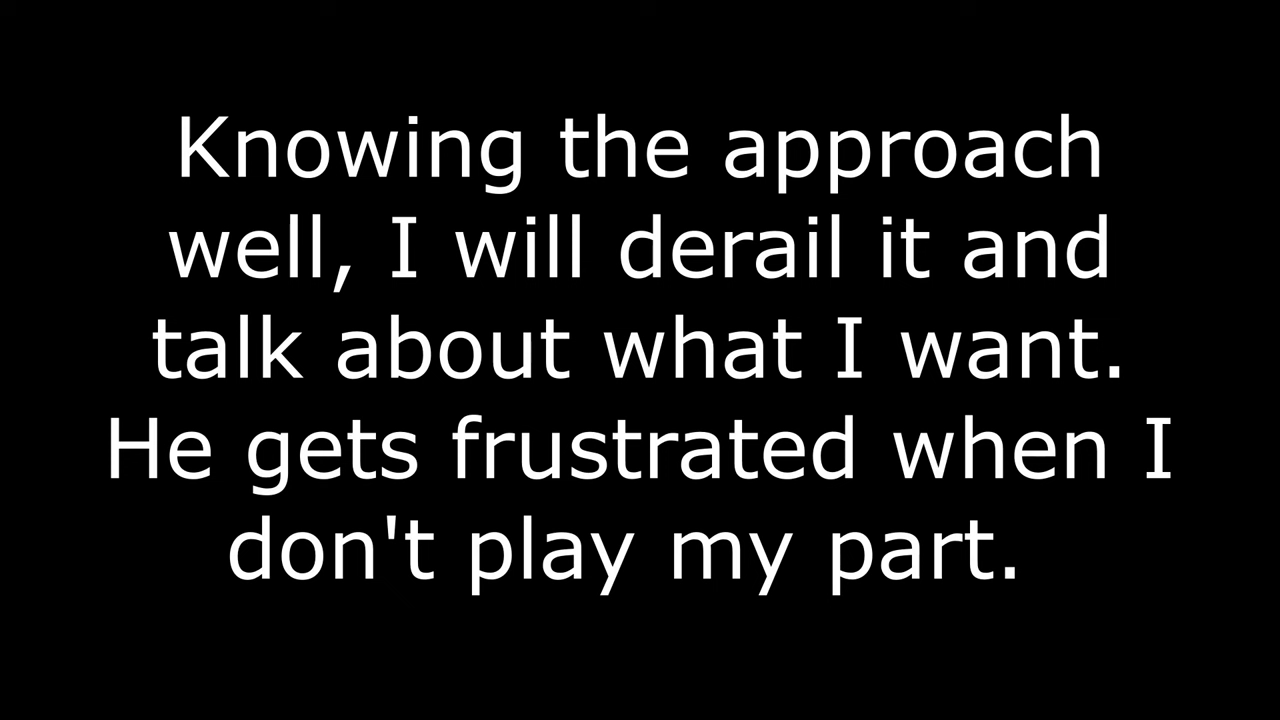 Knowing the approach
well, I will derail it and
talk about what I want.
He gets frustrated when I
don't play my part.